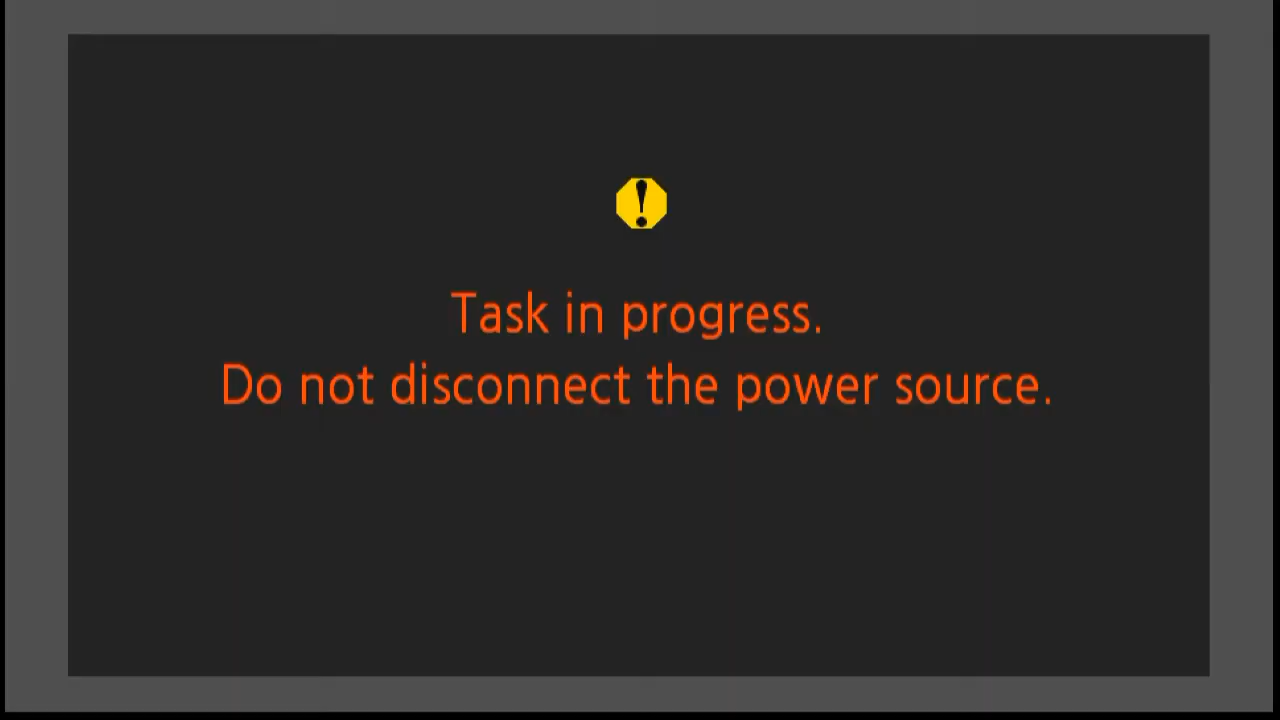 Task in progress.
Do not disconnect the power source.